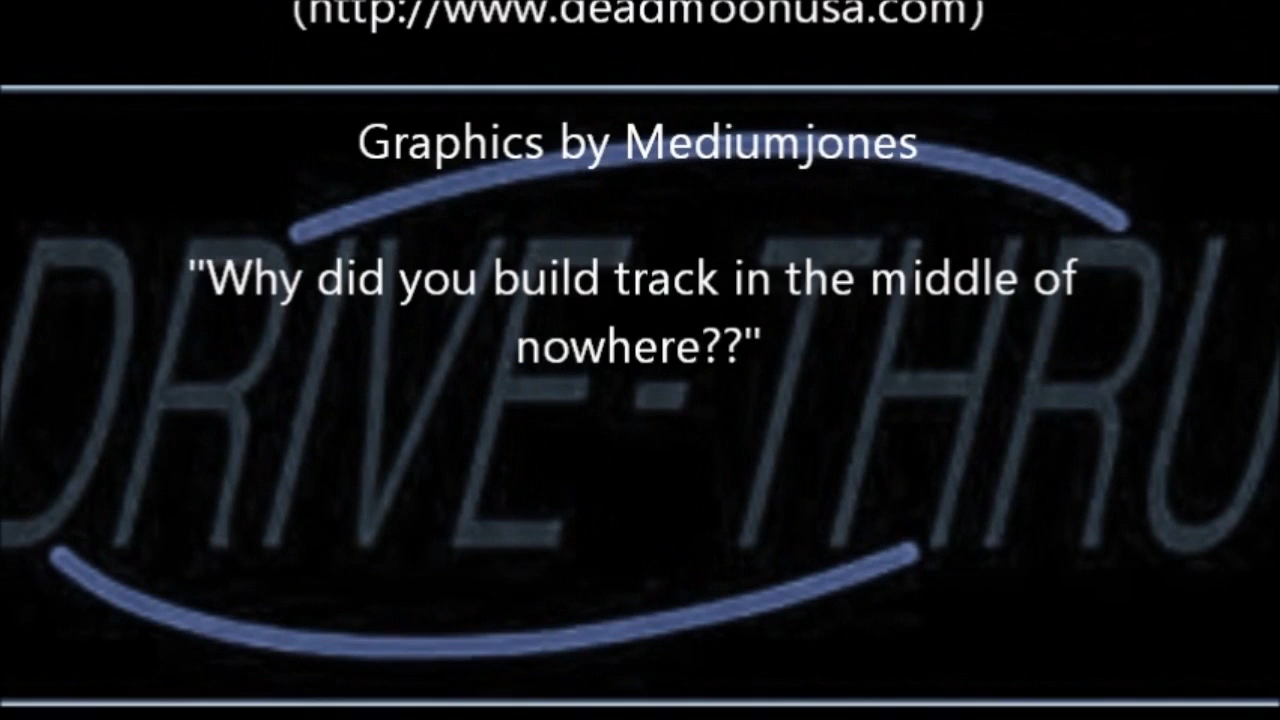 (http://www.deadmoonusa.com)
Graphics by Mediumjones
"Why did you build track in the middle of
nowhere??"
DRIVE-THRU